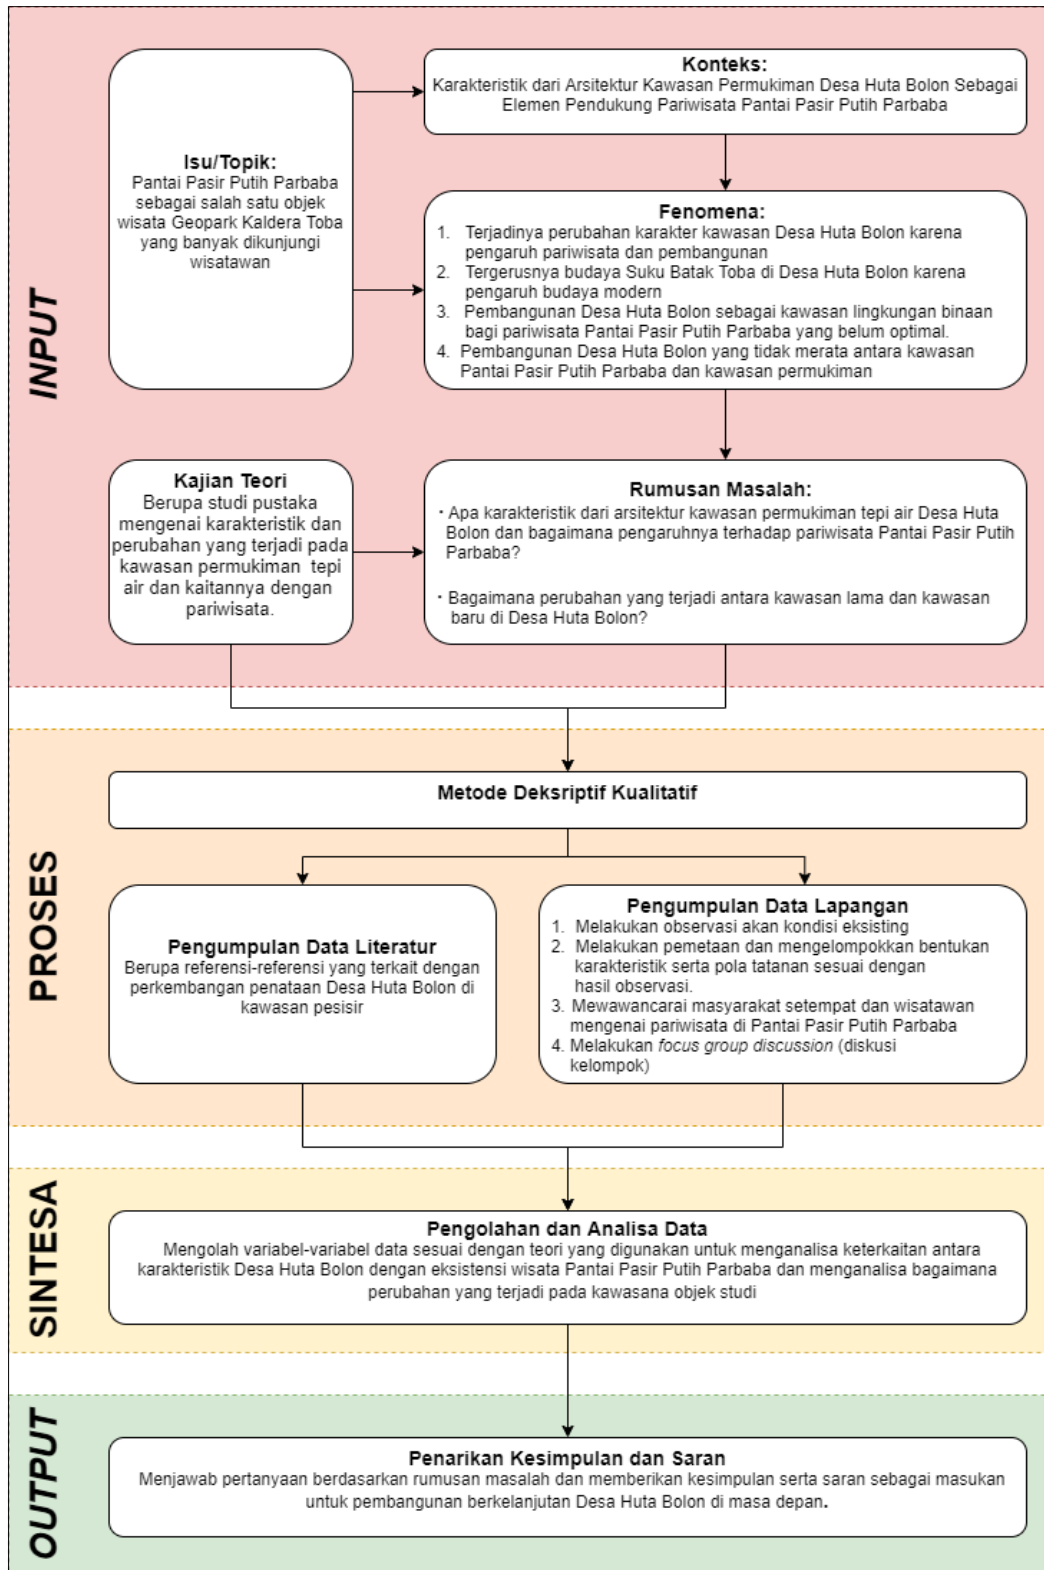 INPUT
Isu/Topik:
Pantai Pasir Putih Parbaba
sebagai salah satu objek
wisata Geopark Kaldera Toba
yang banyak dikunjungi
wisatawan
Konteks:
Karakteristik dari Arsitektur Kawasan Permukiman Desa Huta Bolon Sebagai
Elemen Pendukung Pariwisata Pantai Pasir Putih Parbaba
Fenomena:
1. Terjadinya perubahan karakter kawasan Desa Huta Bolon karena
pengaruh pariwisata dan pembangunan
2. Tergerusnya budaya Suku Batak Toba di Desa Huta Bolon karena
pengaruh budaya modern
3. Pembangunan Desa Huta Bolon sebagai kawasan lingkungan binaan
bagi pariwisata Pantai Pasir Putih Parbaba yang belum optimal.
4. Pembangunan Desa Huta Bolon yang tidak merata antara kawasan
Pantai Pasir Putih Parbaba dan kawasan permukiman
Kajian Teori
Berupa studi pustaka
mengenai karakteristik dan
perubahan yang terjadi pada
kawasan permukiman tepi
air dan kaitannya dengan
pariwisata.
Rumusan Masalah:
· Apa karakteristik dari arsitektur kawasan permukiman tepi air Desa Huta
Bolon dan bagaimana pengaruhnya terhadap pariwisata Pantai Pasir Putih
Parbaba?
· Bagaimana perubahan yang terjadi antara kawasan lama dan kawasan
baru di Desa Huta Bolon?
PROSES
Metode Deksriptif Kualitatif
Pengumpulan Data Literatur
Berupa referensi-referensi yang terkait dengan
perkembangan penataan Desa Huta Bolon di
kawasan pesisir
Pengumpulan Data Lapangan
1. Melakukan observasi akan kondisi eksisting
2. Melakukan pemetaan dan mengelompokkan bentukan
karakteristik serta pola tatanan sesuai dengan
hasil observasi.
3. Mewawancarai masyarakat setempat dan wisatawan
mengenai pariwisata di Pantai Pasir Putih Parbaba
4. Melakukan focus group discussion (diskusi
kelompok)
SINTESA
Pengolahan dan Analisa Data
Mengolah variabel-variabel data sesuai dengan teori yang digunakan untuk menganalisa keterkaitan antara
karakteristik Desa Huta Bolon dengan eksistensi wisata Pantai Pasir Putih Parbaba dan menganalisa bagaimana
perubahan yang terjadi pada kawasana objek studi
OUTPUT
Penarikan Kesimpulan dan Saran
Menjawab pertanyaan berdasarkan rumusan masalah dan memberikan kesimpulan serta saran sebagai masukan
untuk pembangunan berkelanjutan Desa Huta Bolon di masa depan.